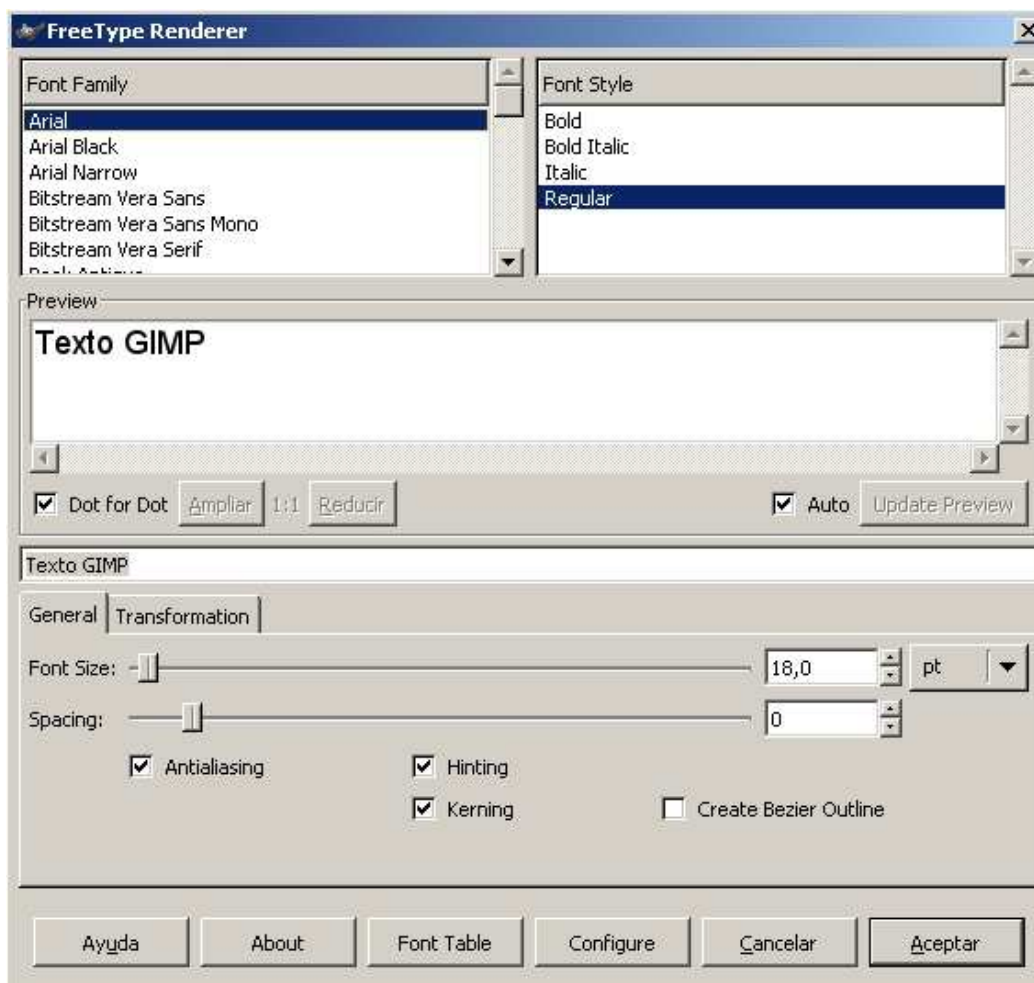 FreeType Renderer
Font Family
Arial
Arial Black
Arial Narrow
Bitstream Vera Sans
Bitstream Vera Sans Mono
Bitstream Vera Serif
Font Style
Bold
Bold Italic
Italic
Regular
Preview
Texto GIMP
Dot for Dot Ampliar 1:1 Reducir Auto Update Preview
Texto GIMP
General Transformation
Font Size: 18,0 pt
Spacing: 0
Antialiasing Hinting
Kerning Create Bezier Outline
Ayuda About Font Table Configure Cancelar Aceptar